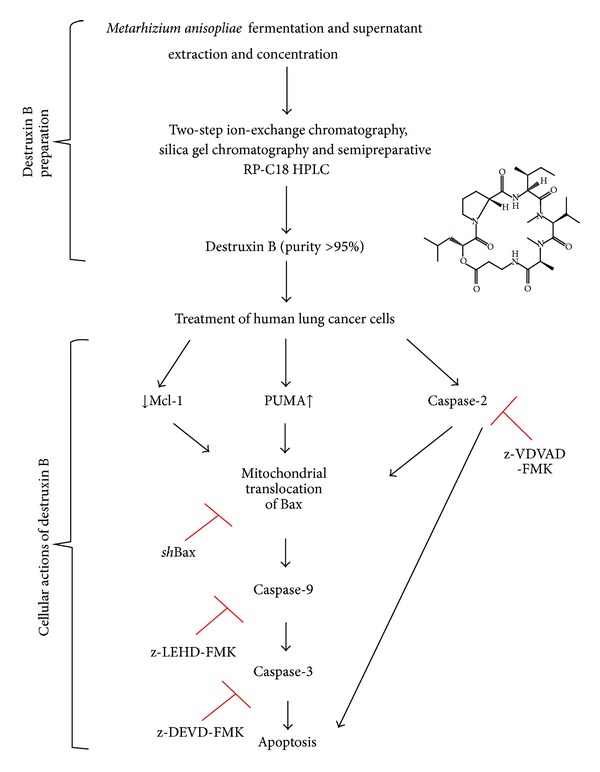 Metarhizium anisopliae fermentation and supernatant
extraction and concentration
Destruxin B
preparation
Two-step ion-exchange chromatography,
silica gel chromatography and semipreparative
RP-C18 HPLC
Destruxin B (purity >95%)
O
H
N
H
H
H
O
N
N
O
O
N
O
O
H
N
O
O
Treatment of human lung cancer cells
Cellular actions of destruxin B
↓Mcl-1
PUMA↑
Caspase-2
z-VDVAD
-FMK
Mitochondrial
translocation
of Bax
shBax
Caspase-9
z-LEHD-FMK
Caspase-3
z-DEVD-FMK
Apoptosis